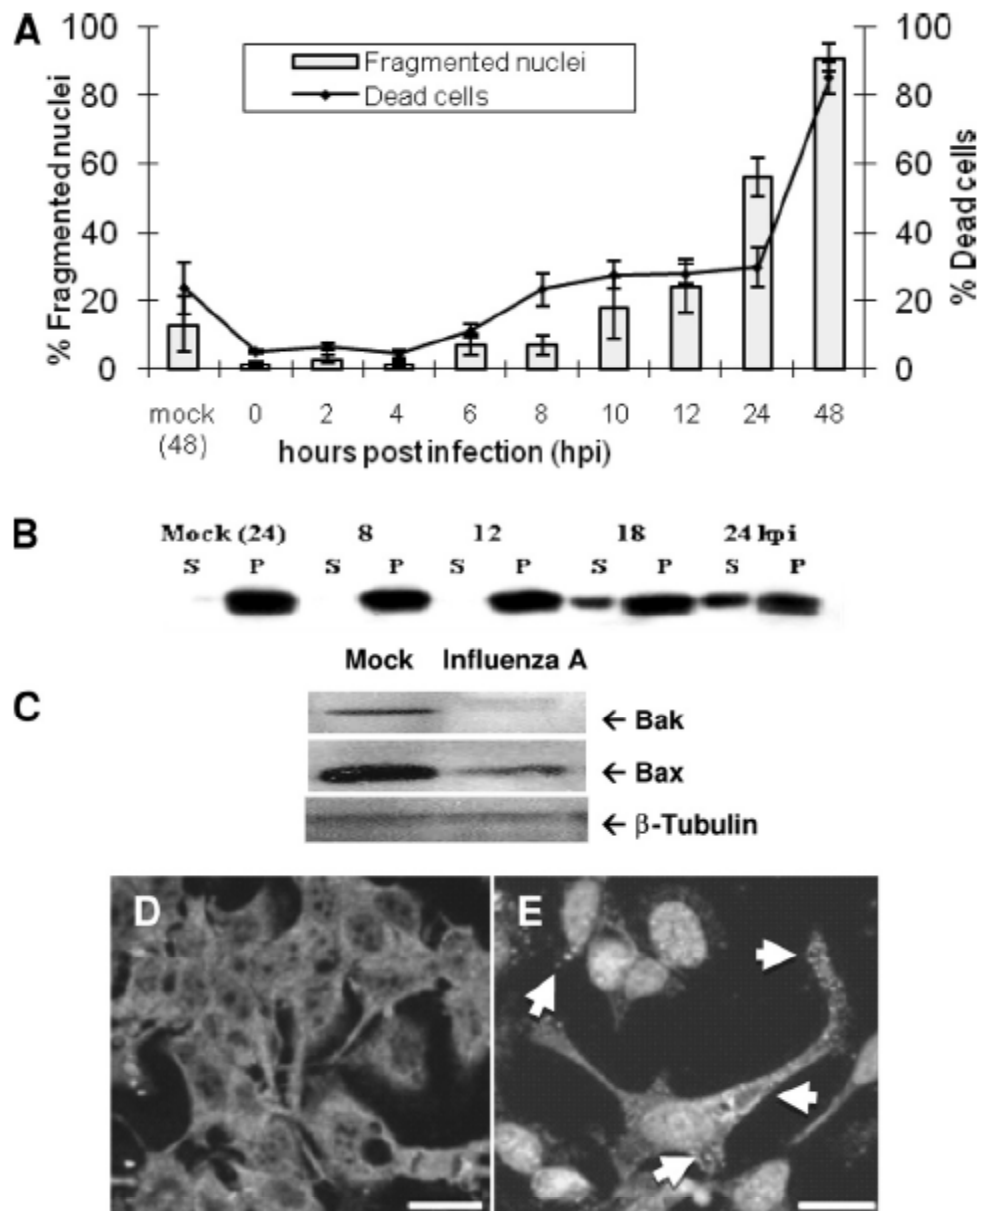 A
100 100
Fragmented nuclei
Dead cells
80 80
60 60
40 40
20 20
0 0
% Fragmented nuclei
% Dead cells
mock 0 2 4 6 8 10 12 24 48
(48)
hours post infection (hpi)
B
Mock (24) 8 12 18 24 hpi
S P S P S P S P S P
Mock Influenza A
C
← Bak
← Bax
← β-Tubulin
D E